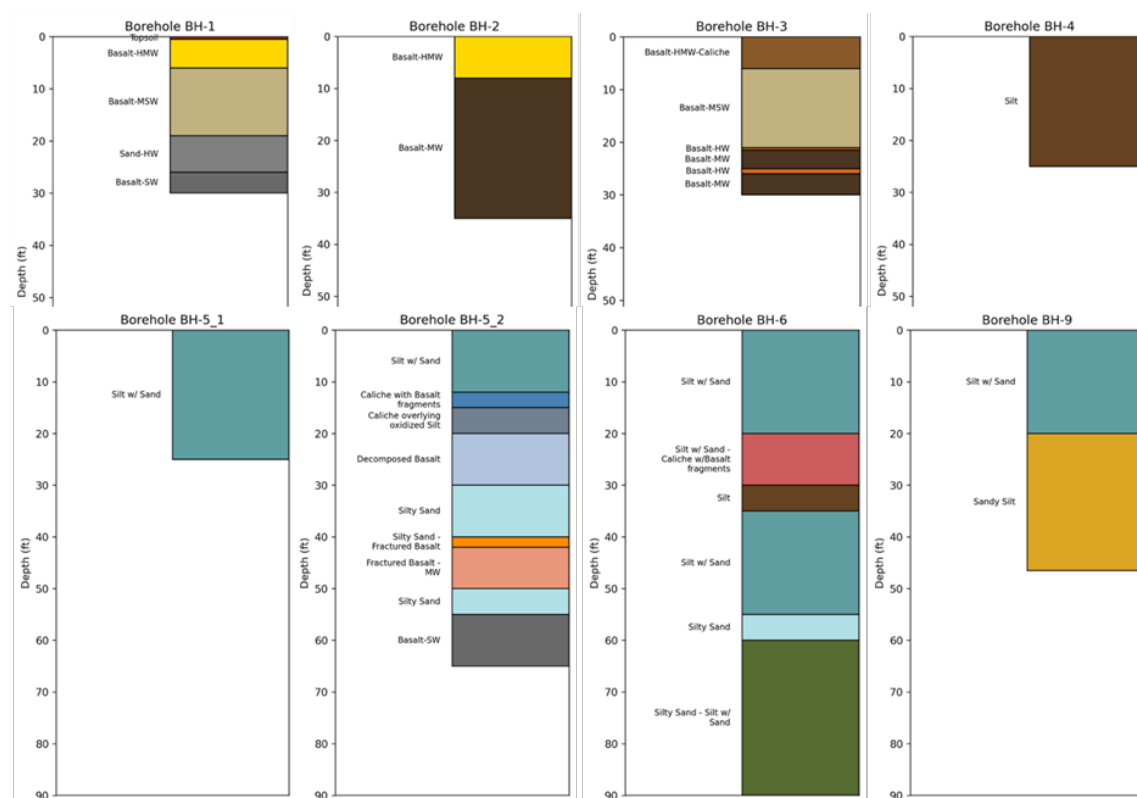 Borehole BH-1
0
Topsoil
Basalt-HMW
10
Basalt-MSW
20
Sand-HW
Basalt-SW
30
40
50
Depth (ft)
Borehole BH-2
0
Basalt-HMW
10
20
Basalt-MW
30
40
50
Depth (ft)
Borehole BH-3
0
Basalt-HMW-Caliche
10
Basalt-MSW
20
Basalt-HW
Basalt-MW
Basalt-HW
Basalt-MW
30
40
50
Depth (ft)
Borehole BH-4
0
10
Silt
20
30
40
50
Depth (ft)
Borehole BH-5_1
0
10
Silt w/ Sand
20
30
40
50
60
70
80
90
Depth (ft)
Borehole BH-5_2
0
Silt w/ Sand
10
Caliche with Basalt
fragments
Caliche overlying
oxidized Silt
20
Decomposed Basalt
30
Silty Sand
40
Silty Sand -
Fractured Basalt
Fractured Basalt -
MW
50
Silty Sand
60
Basalt-SW
70
80
90
Depth (ft)
Borehole BH-6
0
10
Silt w/ Sand
20
Silt w/ Sand -
Caliche w/Basalt
fragments
30
Silt
40
Silt w/ Sand
50
Silty Sand
60
70
Silty Sand - Silt w/
Sand
80
90
Depth (ft)
Borehole BH-9
0
10
Silt w/ Sand
20
30
Sandy Silt
40
50
60
70
80
90
Depth (ft)